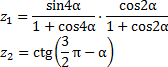 z₁ = sin4α / (1 + cos4α) · cos2α / (1 + cos2α)
z₂ = ctg(3/2 π − α)